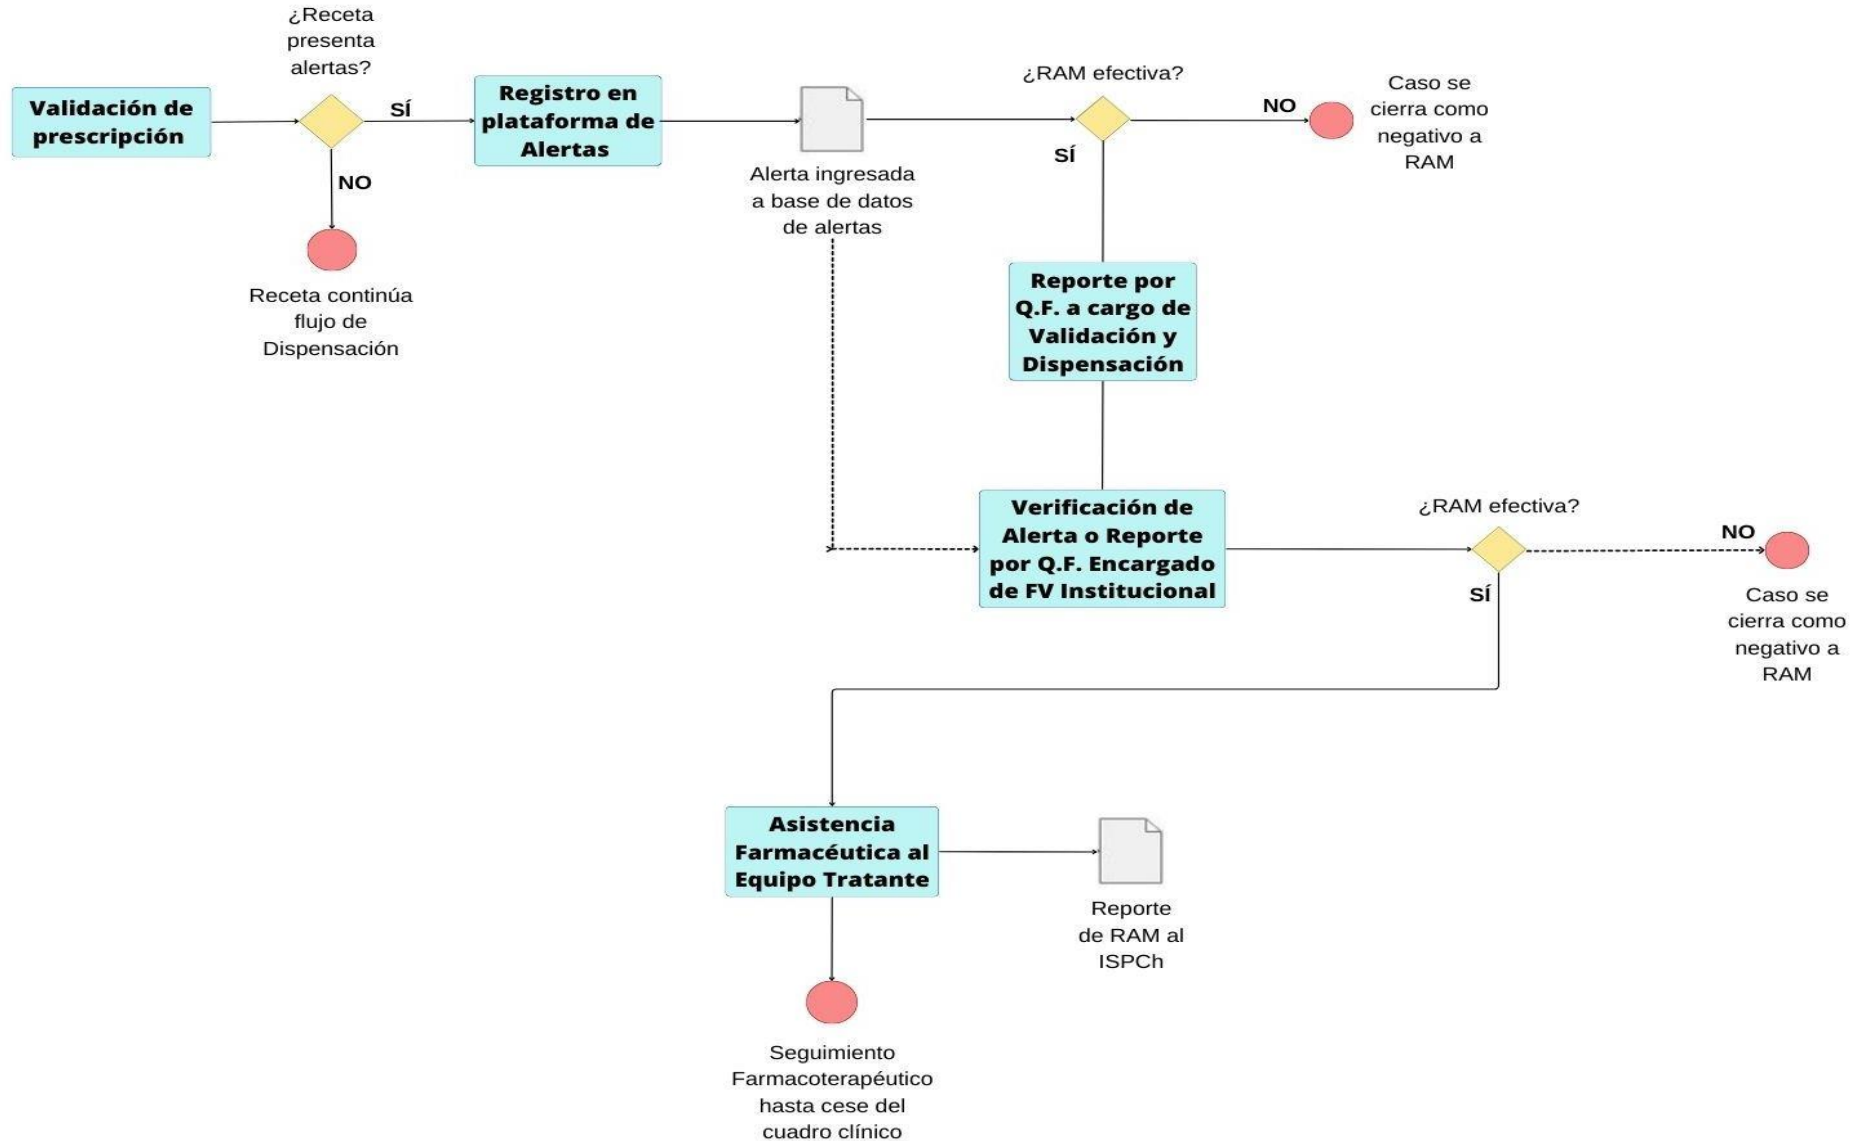 ¿Receta
presenta
alertas?
Validación de
prescripción
SÍ
NO
Receta continúa
flujo de
Dispensación
Registro en
plataforma de
Alertas
Alerta ingresada
a base de datos
de alertas
¿RAM efectiva?
NO
Caso se
cierra como
negativo a
RAM
SÍ
Reporte por
Q.F. a cargo de
Validación y
Dispensación
Verificación de
Alerta o Reporte
por Q.F. Encargado
de FV Institucional
¿RAM efectiva?
NO
Caso se
cierra como
negativo a
RAM
SÍ
Asistencia
Farmacéutica al
Equipo Tratante
Reporte
de RAM al
ISPCh
Seguimiento
Farmacoterapéutico
hasta cese del
cuadro clínico